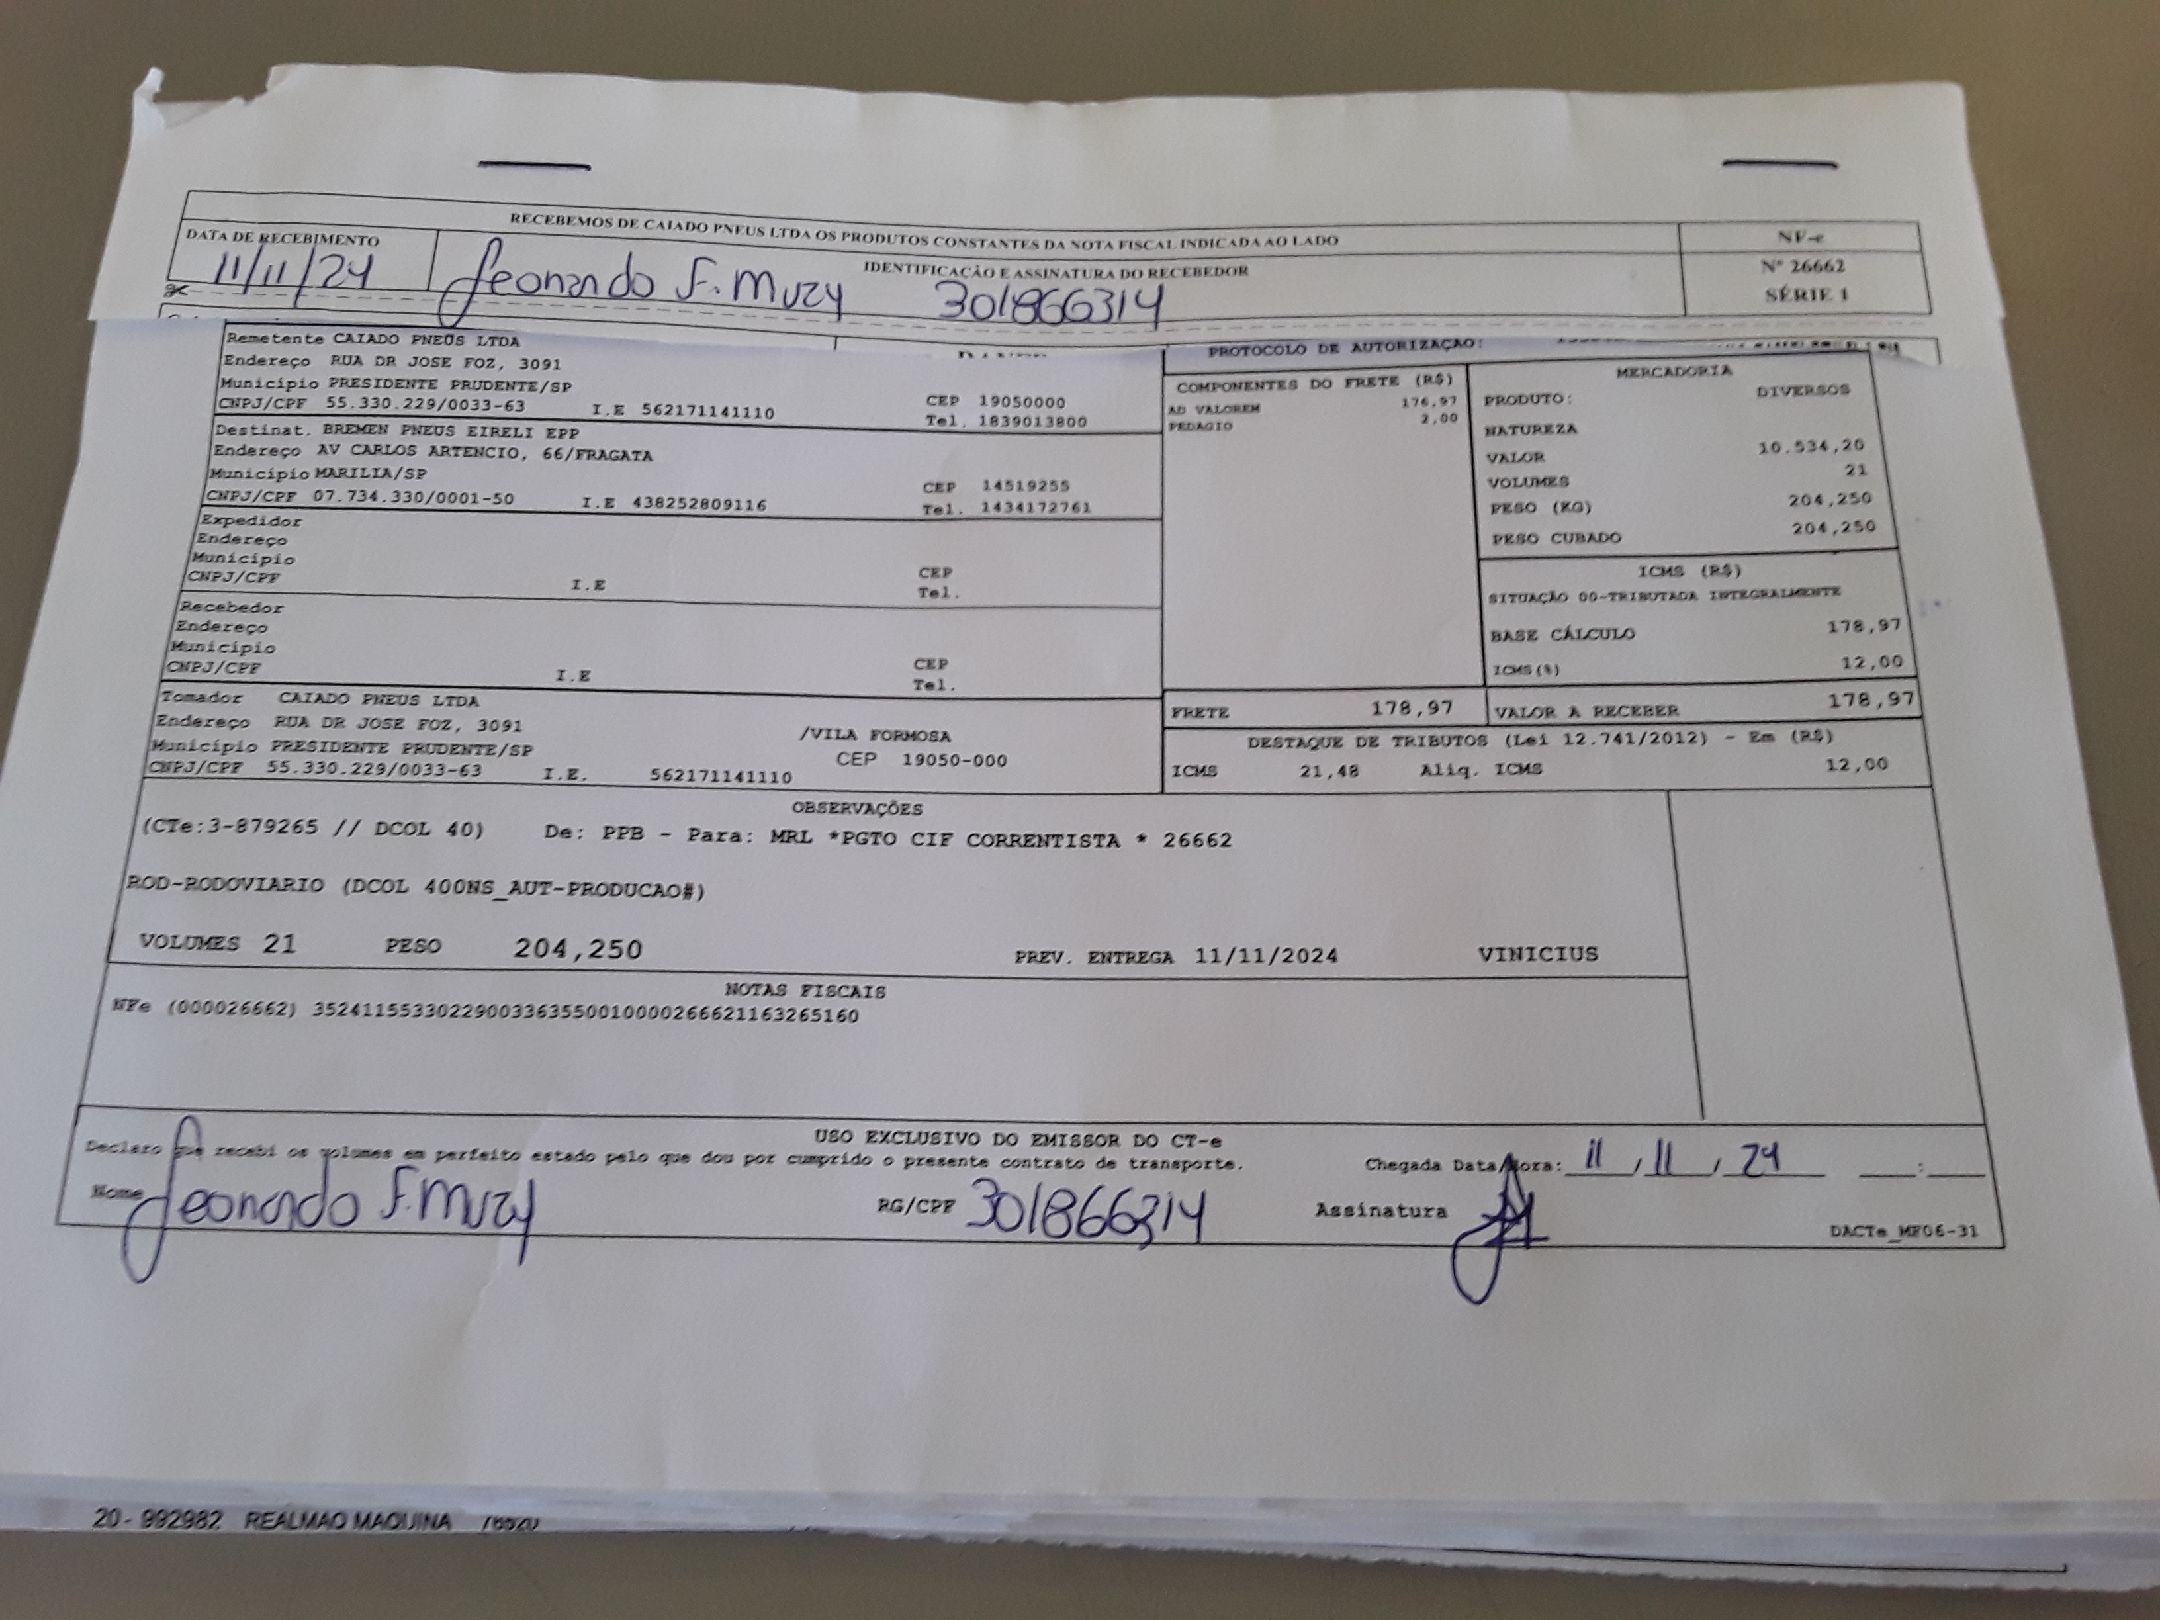 RECEBEMOS DE CAIADO PNEUS LTDA OS PRODUTOS CONSTANTES DA NOTA FISCAL INDICADA AO LADO
NF-e
Nº 26662
SÉRIE 1
DATA DE RECEBIMENTO
11/11/24
IDENTIFICAÇÃO E ASSINATURA DO RECEBEDOR
Leonardo F. Muzy 301866314
Remetente CAIADO PNEUS LTDA
Endereço RUA DR JOSE FOZ, 3091
Município PRESIDENTE PRUDENTE/SP
CEP 19050000
CNPJ/CPF 55.330.229/0033-63 I.E 562171141110 Tel. 1839013800
Destinat. BREMEN PNEUS EIRELI EPP
Endereço AV CARLOS ARTENCIO, 66/FRAGATA
Município MARILIA/SP
CEP 14519255
CNPJ/CPF 07.734.330/0001-50 I.E 438252809116 Tel. 1434172761
Expedidor
Endereço
Município
CEP
CNPJ/CPF I.E Tel.
Recebedor
Endereço
Município
CEP
CNPJ/CPF I.E Tel.
Tomador CAIADO PNEUS LTDA
Endereço RUA DR JOSE FOZ, 3091 /VILA FORMOSA
Município PRESIDENTE PRUDENTE/SP CEP 19050-000
CNPJ/CPF 55.330.229/0033-63 I.E. 562171141110
PROTOCOLO DE AUTORIZAÇÃO:
COMPONENTES DO FRETE (R$)
AD VALOREM 176,97
PEDAGIO 2,00
MERCADORIA
PRODUTO: DIVERSOS
NATUREZA
VALOR 10.534,20
VOLUMES 21
PESO (KG) 204,250
PESO CUBADO 204,250
ICMS (R$)
SITUAÇÃO 00-TRIBUTADA INTEGRALMENTE
BASE CÁLCULO 178,97
ICMS(%) 12,00
FRETE 178,97 VALOR A RECEBER 178,97
DESTAQUE DE TRIBUTOS (Lei 12.741/2012) - Em (R$)
ICMS 21,48 Aliq. ICMS 12,00
OBSERVAÇÕES
(CTe:3-879265 // DCOL 40) De: PPB - Para: MRL *PGTO CIF CORRENTISTA * 26662
ROD-RODOVIARIO (DCOL 400NS_AUT-PRODUCAO#)
VOLUMES 21 PESO 204,250 PREV. ENTREGA 11/11/2024 VINICIUS
NOTAS FISCAIS
NFe (000026662) 35241155330229003363550010000266621163265160
USO EXCLUSIVO DO EMISSOR DO CT-e
Declaro que recebi os volumes em perfeito estado pelo que dou por cumprido o presente contrato de transporte. Chegada Data/Hora: 11 / 11 / 24 :
Nome Leonardo F. Muzy RG/CPF 301866314 Assinatura
DACTe_MF06-31
20 - 992982 REALMAO MAQUINA